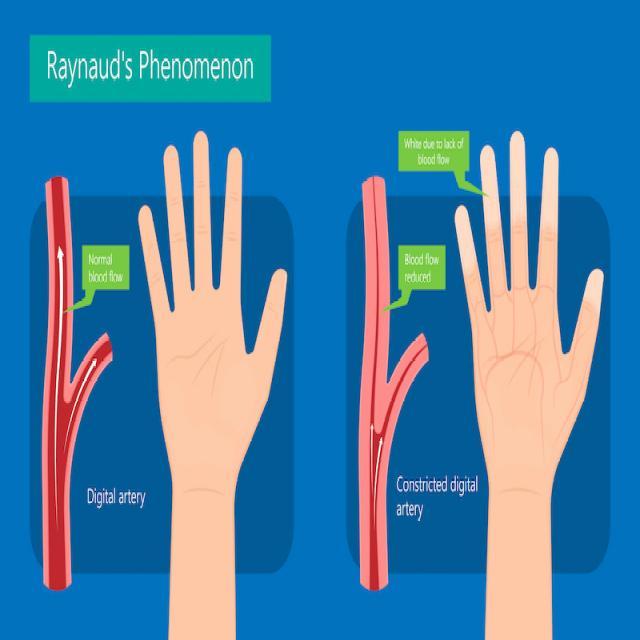 Raynaud's Phenomenon
Normal
blood flow
Digital artery
White due to lack of
blood flow
Blood flow
reduced
Constricted digital
artery